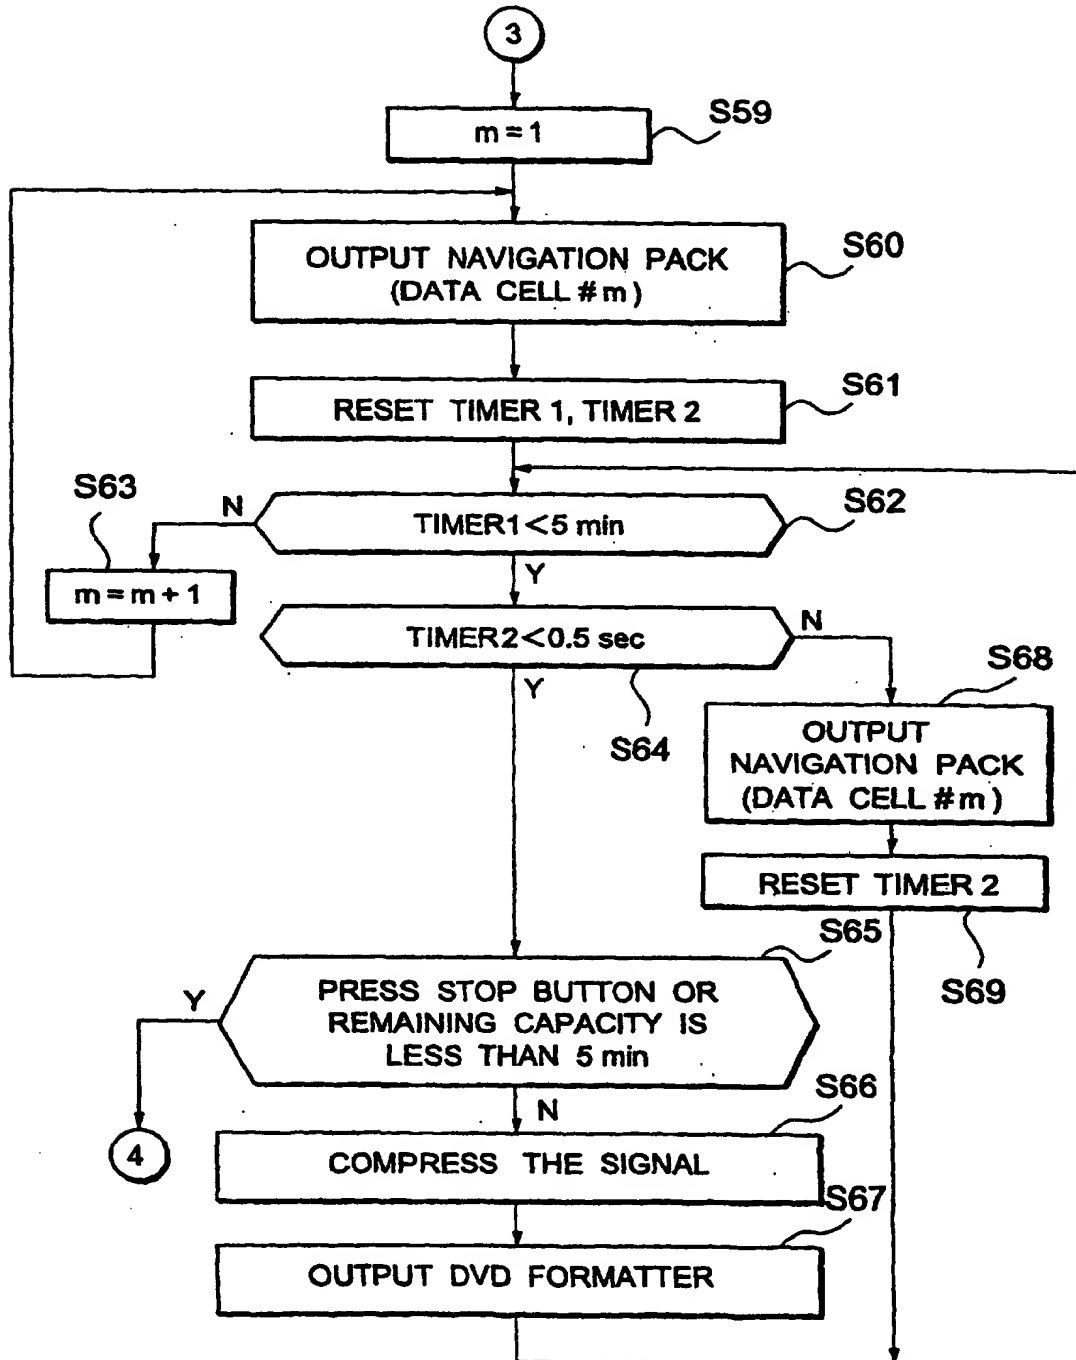 3
m = 1
S59
OUTPUT NAVIGATION PACK
(DATA CELL # m )
S60
RESET TIMER 1, TIMER 2
S61
S63
N
TIMER1<5 min
S62
m = m + 1
Y
TIMER2<0.5 sec
N
Y
S64
S68
OUTPUT
NAVIGATION PACK
(DATA CELL # m )
RESET TIMER 2
S69
S65
Y
PRESS STOP BUTTON OR
REMAINING CAPACITY IS
LESS THAN 5 min
N
4
S66
COMPRESS THE SIGNAL
S67
OUTPUT DVD FORMATTER